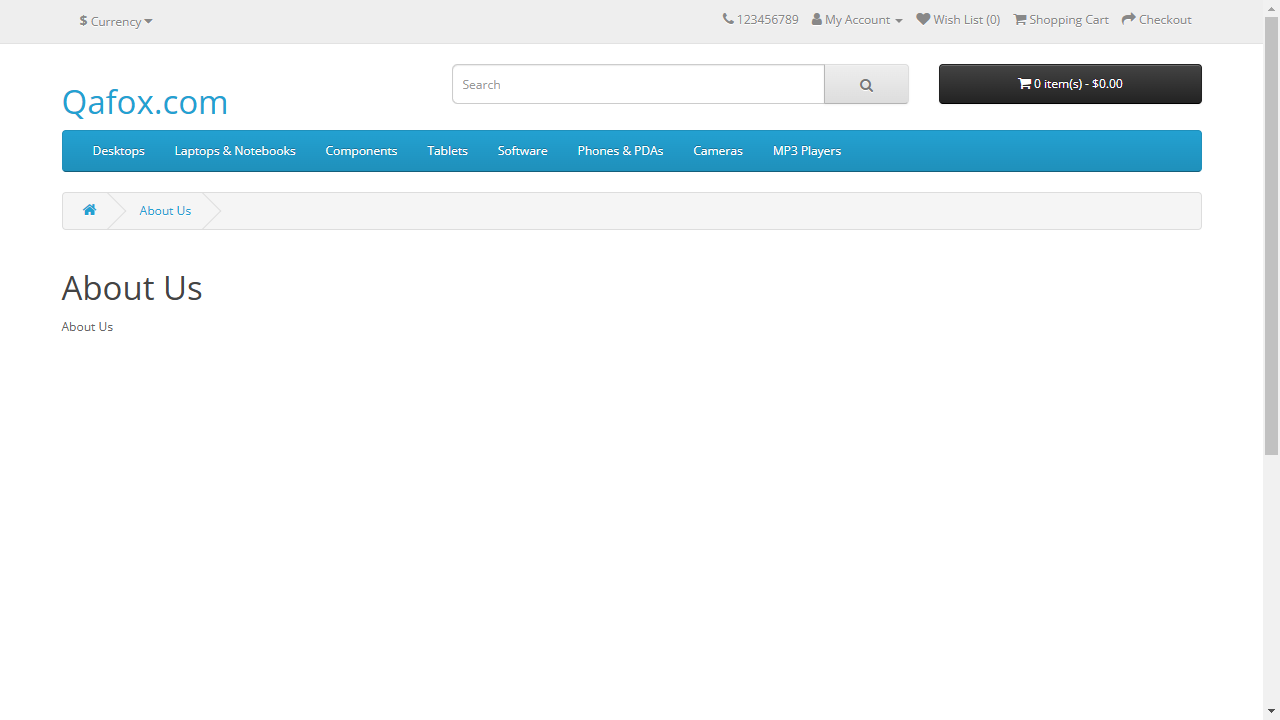 $ Currency
123456789 My Account Wish List (0) Shopping Cart Checkout
Qafox.com
Search
0 item(s) - $0.00
Desktops Laptops & Notebooks Components Tablets Software Phones & PDAs Cameras MP3 Players
About Us
About Us
About Us